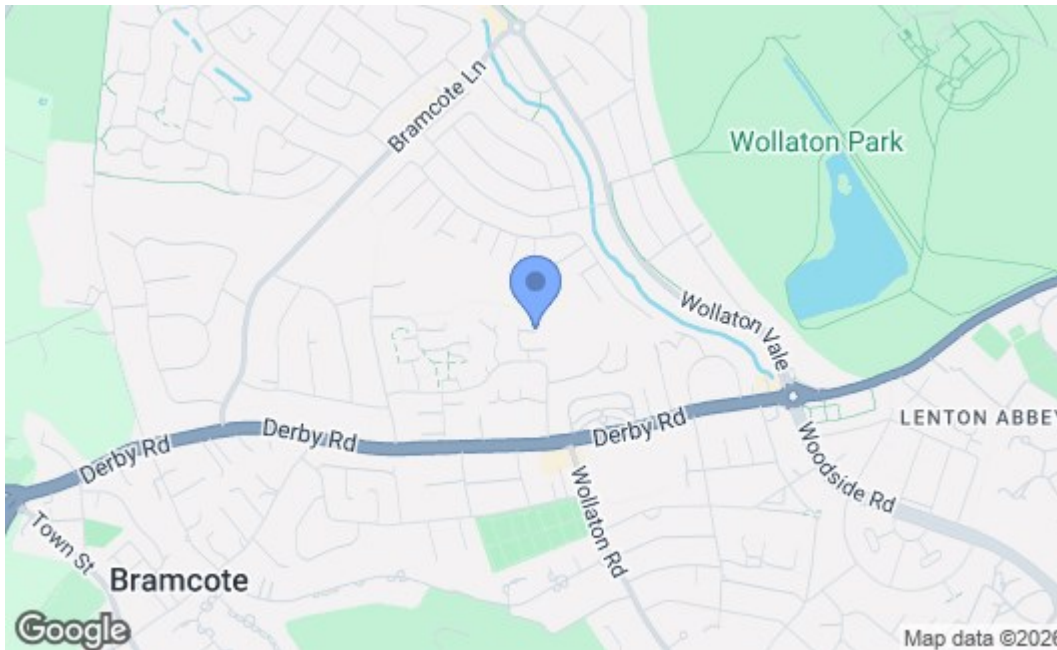 Bramcote Ln
Wollaton Park
Wollaton Vale
Derby Rd
Derby Rd
Derby Rd
LENTON ABBEY
Woodside Rd
Wollaton Rd
Town St
Bramcote
Google
Map data ©2026